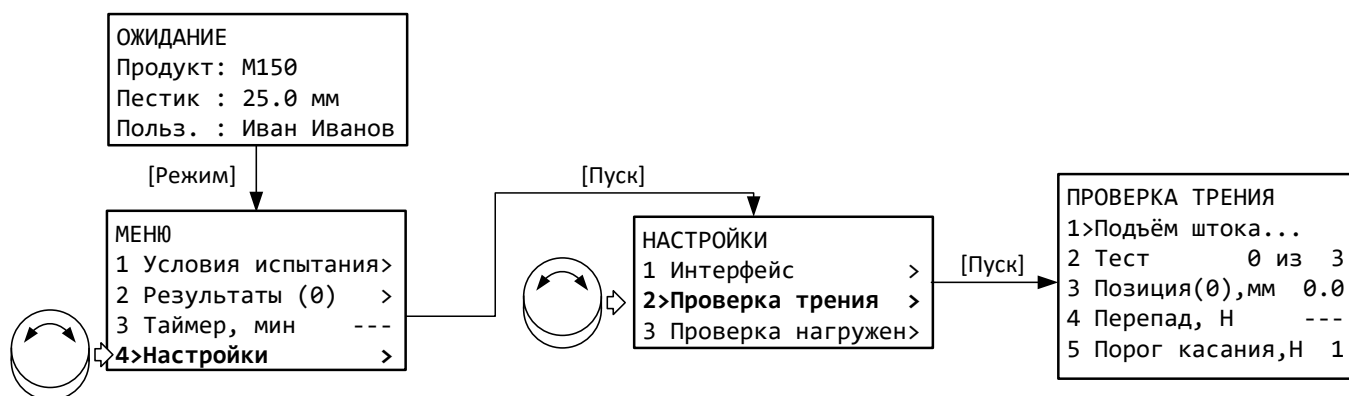 ОЖИДАНИЕ
Продукт: М150
Пестик : 25.0 мм
Польз. : Иван Иванов
[Режим]
МЕНЮ
1 Условия испытания>
2 Результаты (0) >
3 Таймер, мин ---
4>Настройки >
[Пуск]
НАСТРОЙКИ
1 Интерфейс >
2>Проверка трения >
3 Проверка нагружен>
[Пуск]
ПРОВЕРКА ТРЕНИЯ
1>Подъём штока...
2 Тест 0 из 3
3 Позиция(0),мм 0.0
4 Перепад, Н ---
5 Порог касания,Н 1